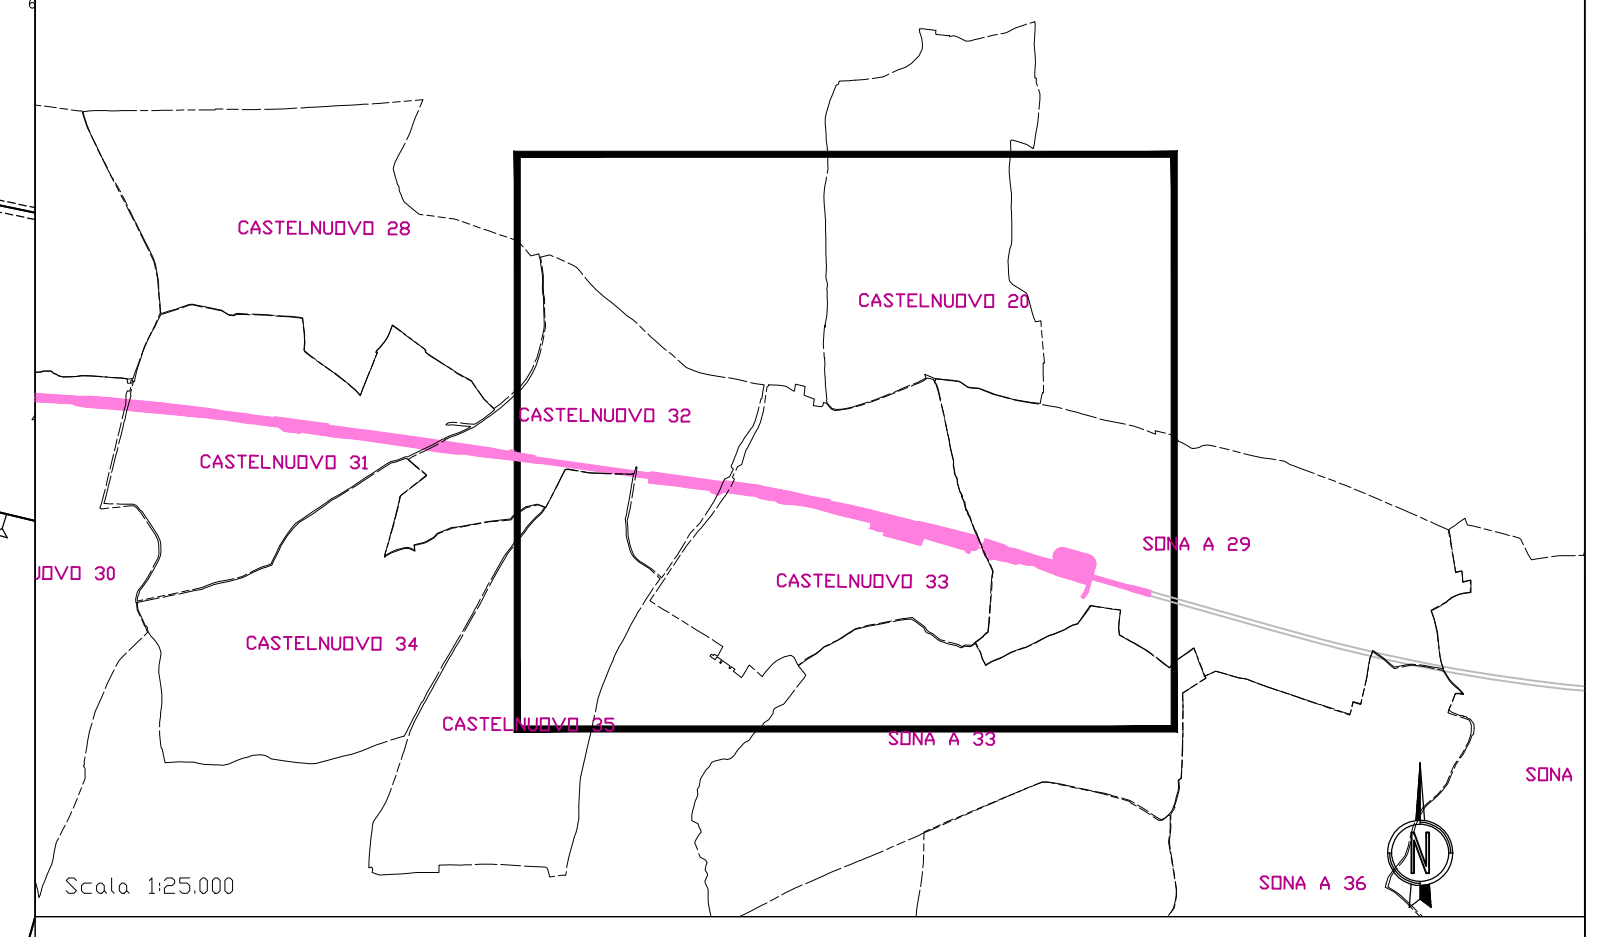 CASTELNUOVO 28
CASTELNUOVO 20
CASTELNUOVO 32
CASTELNUOVO 31
SONA A 29
UOVO 30
CASTELNUOVO 33
CASTELNUOVO 34
CASTELNUOVO 35
SONA A 33
SONA
SONA A 36
Scala 1:25.000
N